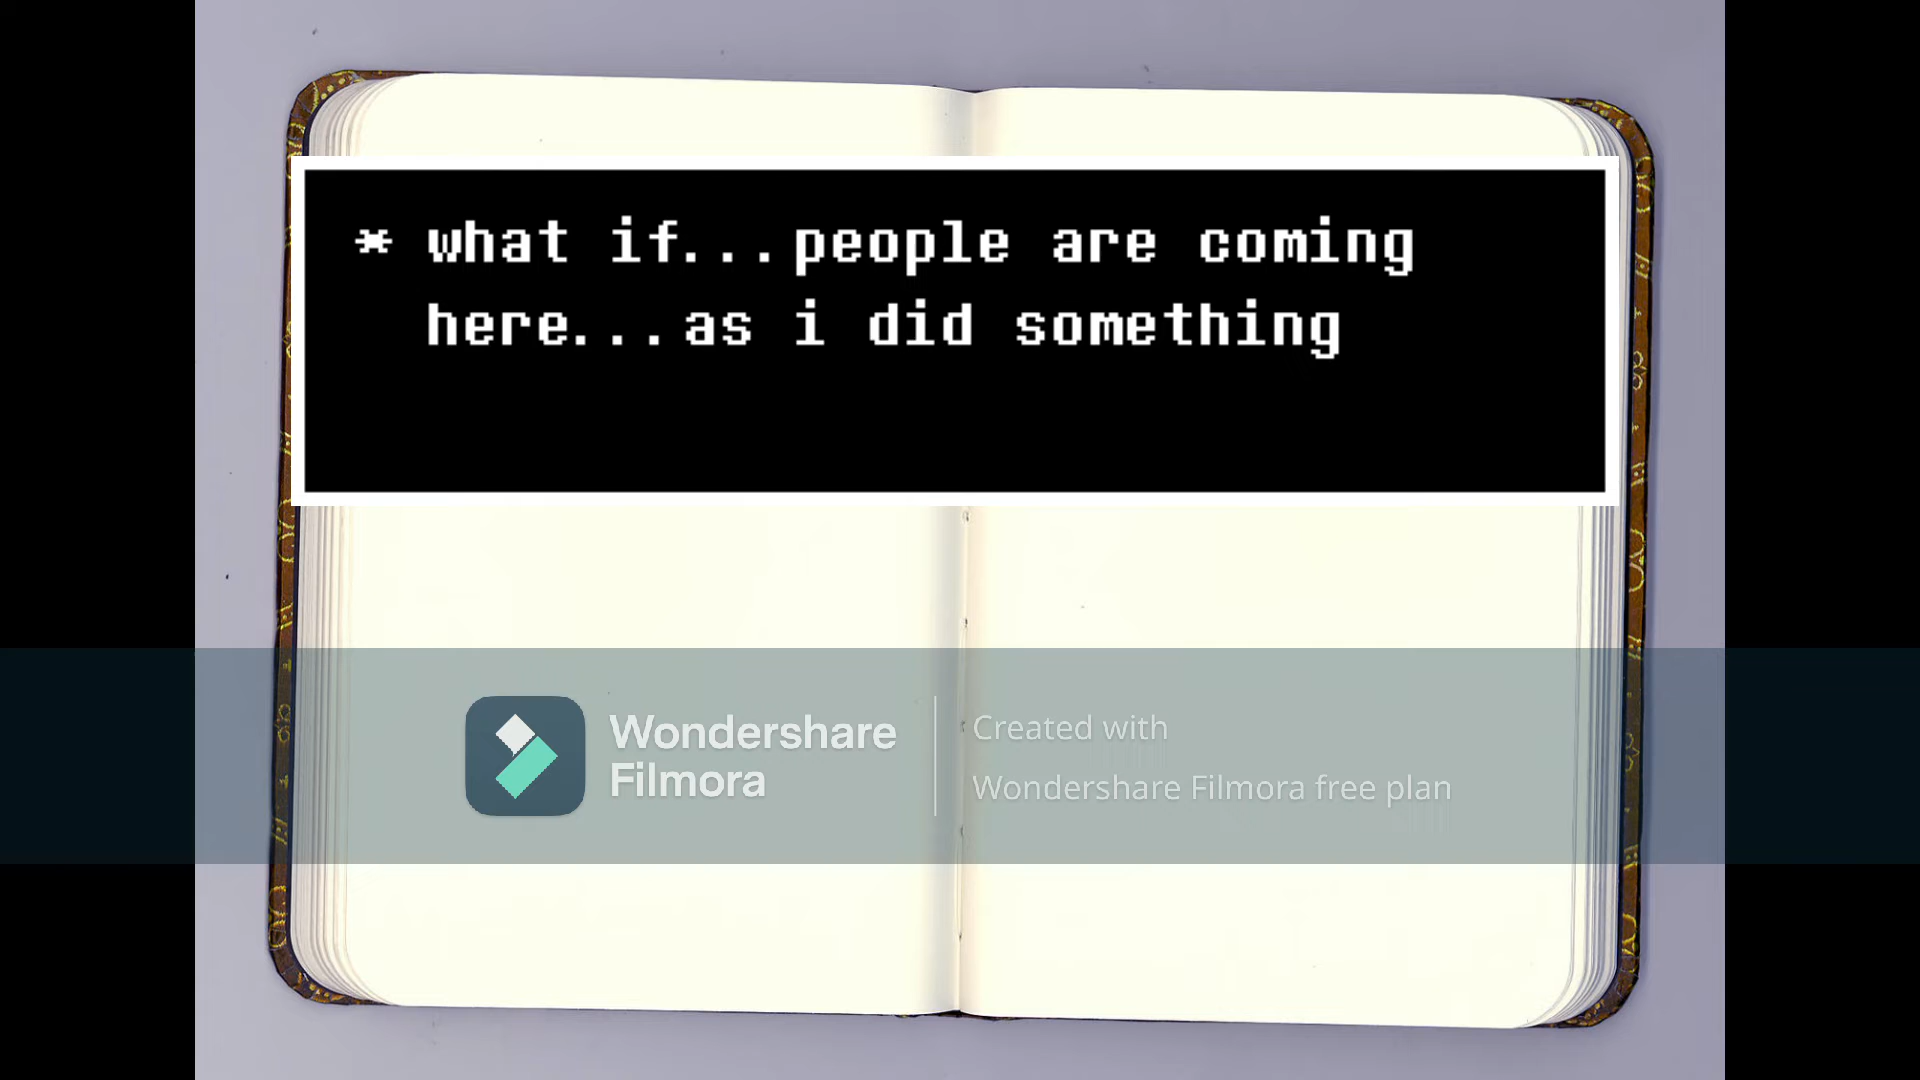 * what if...people are coming
here...as i did something
Wondershare
Filmora
Created with
Wondershare Filmora free plan